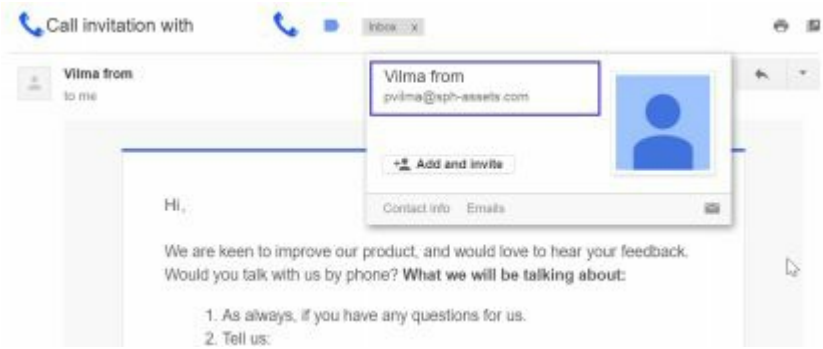 Call invitation with
Inbox x
Vilma from
to me
Vilma from
pvilma@sph-assets.com
Add and invite
Contact info Emails
Hi,
We are keen to improve our product, and would love to hear your feedback.
Would you talk with us by phone? What we will be talking about:
1. As always, if you have any questions for us.
2. Tell us: